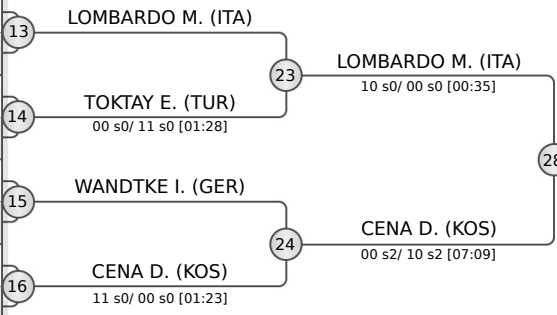 13
LOMBARDO M. (ITA)
23
LOMBARDO M. (ITA)
10 s0/ 00 s0 [00:35]
14
TOKTAY E. (TUR)
00 s0/ 11 s0 [01:28]
28
15
WANDTKE I. (GER)
24
CENA D. (KOS)
00 s2/ 10 s2 [07:09]
16
CENA D. (KOS)
11 s0/ 00 s0 [01:23]